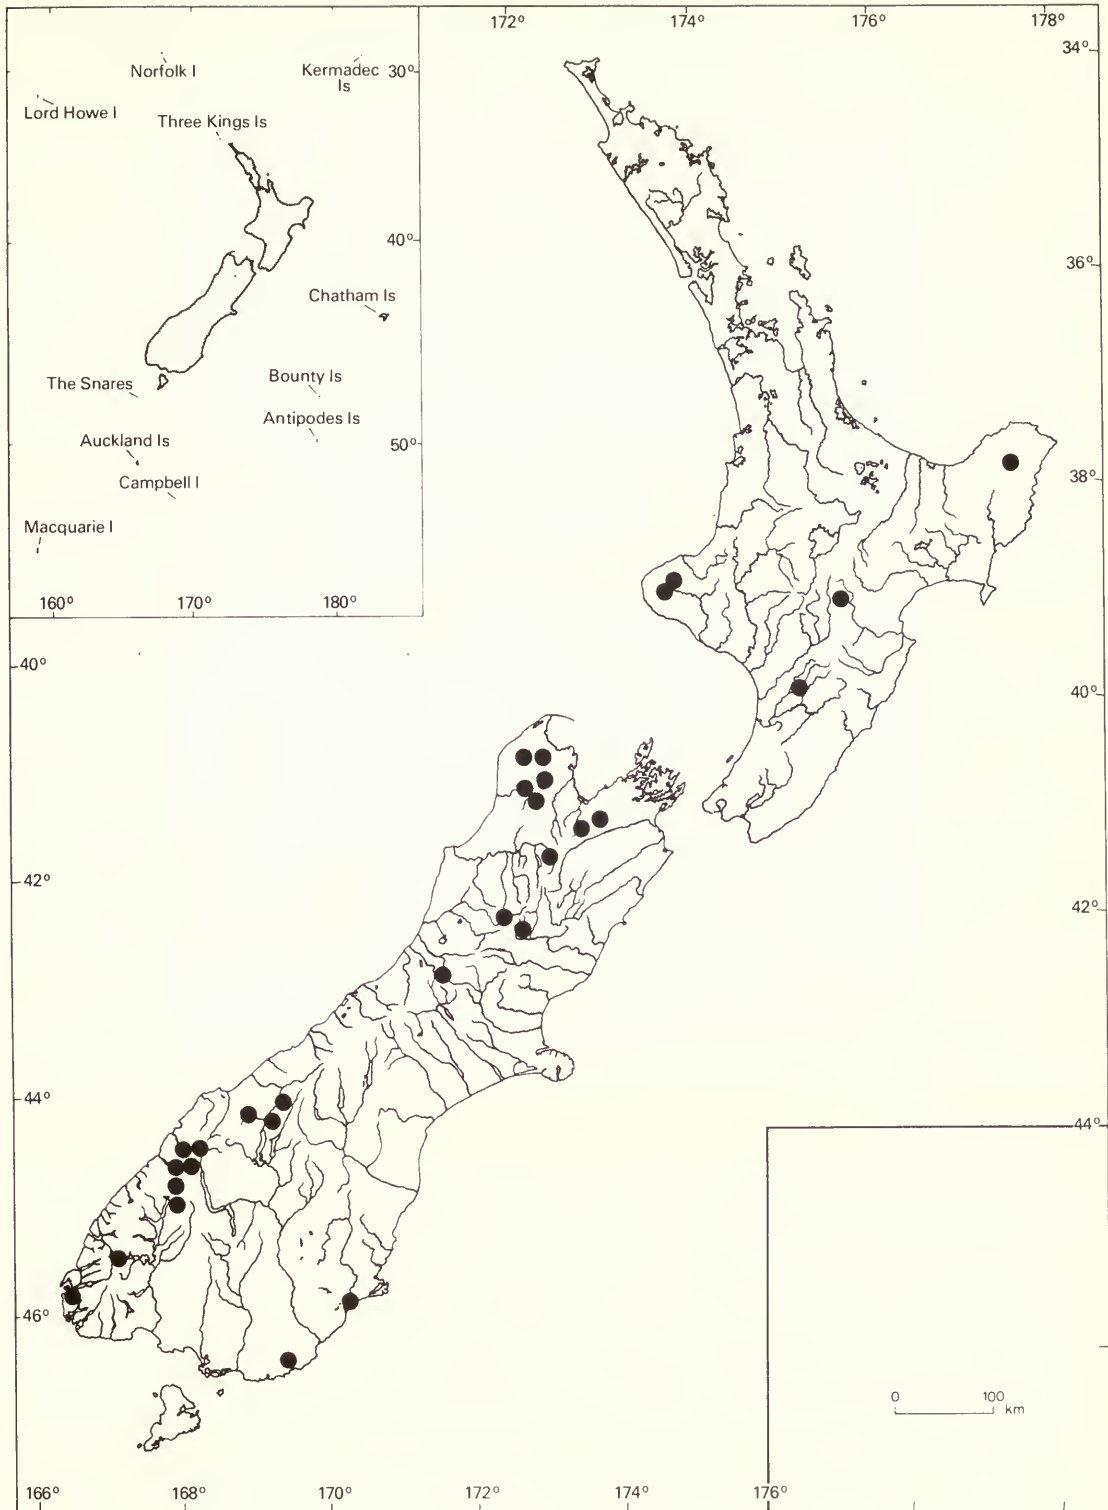 172° 174° 176° 178°
34°
Norfolk I
Kermadec
Is
30°
Lord Howe I
Three Kings Is
40°
36°
Chatham Is
The Snares
Bounty Is
Antipodes Is
Auckland Is
50°
Campbell I
38°
Macquarie I
160° 170° 180°
40°
40°
42°
42°
44°
44°
46°
0 100
km
166° 168° 170° 172° 174° 176°